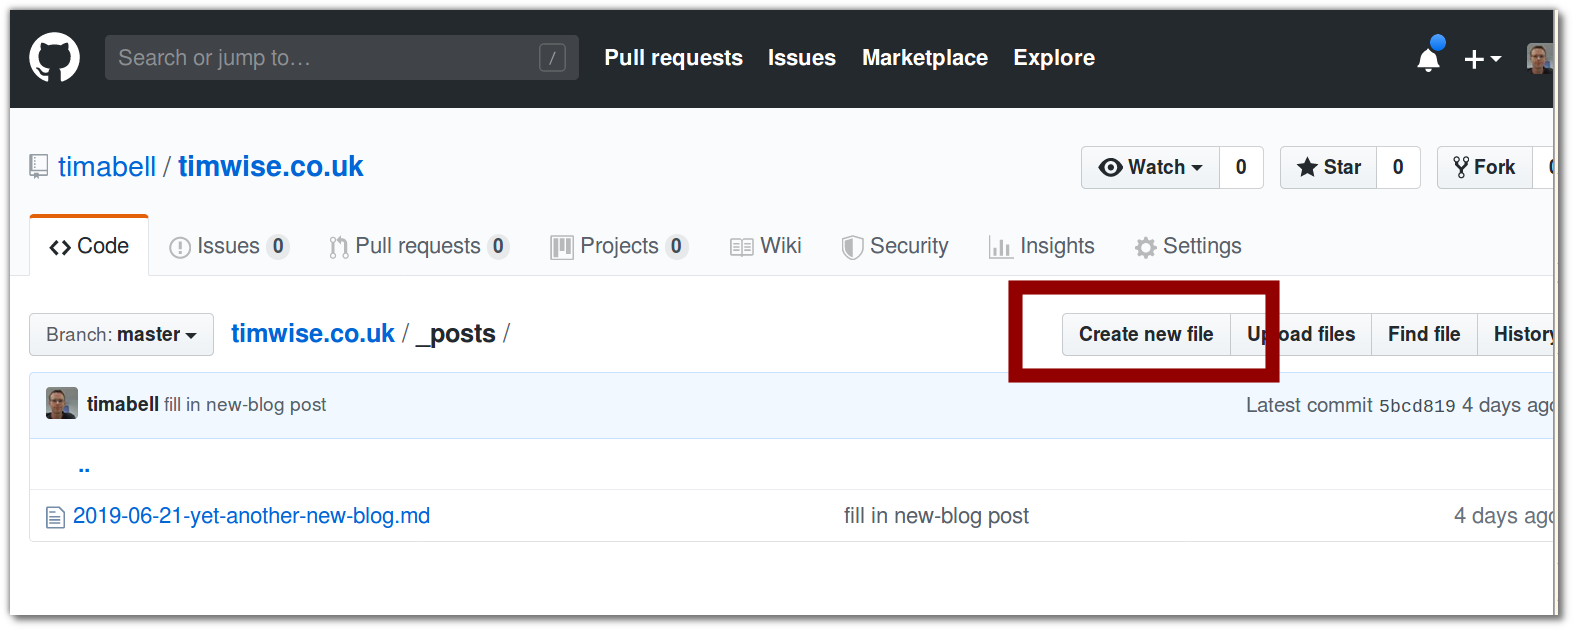 Search or jump to… /
Pull requests Issues Marketplace Explore
timabell / timwise.co.uk
Watch 0 Star 0 Fork
Code Issues 0 Pull requests 0 Projects 0 Wiki Security Insights Settings
Branch: master timwise.co.uk / _posts /
Create new file Upload files Find file History
timabell fill in new-blog post Latest commit 5bcd819 4 days ago
..
2019-06-21-yet-another-new-blog.md fill in new-blog post 4 days ago